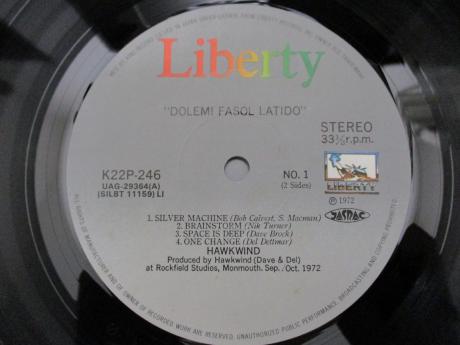 Liberty
"DOLEMI FASOL LATIDO"
STEREO
33⅓r.p.m.
K22P-246
UAG-29364(A)
(SILBT 11159) LI
NO. 1
(2 Sides)
LIBERTY
Ⓟ 1972
JASRAC
1. SILVER MACHINE (Bob Calvert, S. Macman)
2. BRAINSTORM (Nik Turner)
3. SPACE IS DEEP (Dave Brock)
4. ONE CHANGE (Del Dettmar)
HAWKWIND
Produced by Hawkwind (Dave & Del)
at Rockfield Studios, Monmouth. Sep., Oct. 1972